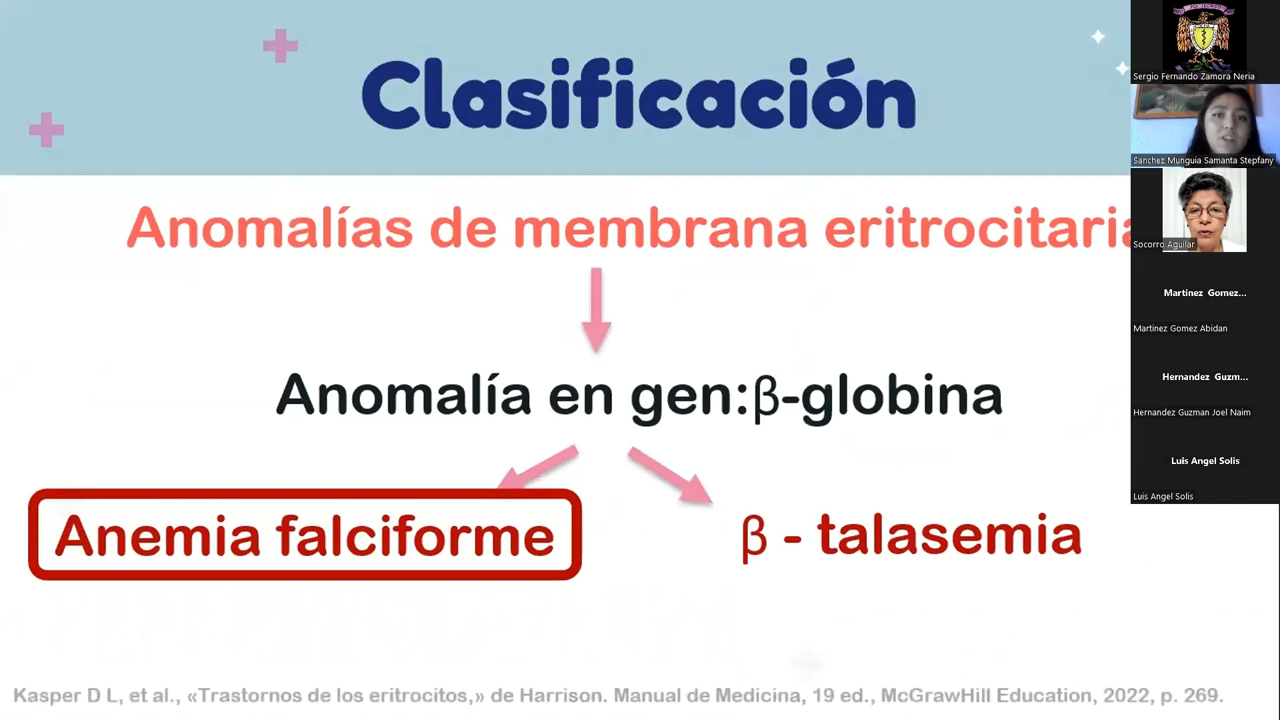 Clasificación
Anomalías de membrana eritrocitaria
Anomalía en gen:β-globina
Anemia falciforme
β - talasemia
Kasper D L, et al., «Trastornos de los eritrocitos,» de Harrison. Manual de Medicina, 19 ed., McGrawHill Education, 2022, p. 269.
Sergio Fernando Zamora Neria
Sanchez Munguia Samanta Stepfany
Socorro Aguilar
Martinez Gomez...
Martinez Gomez Abidan
Hernandez Guzm...
Hernandez Guzman Joel Naim
Luis Angel Solis
Luis Angel Solis